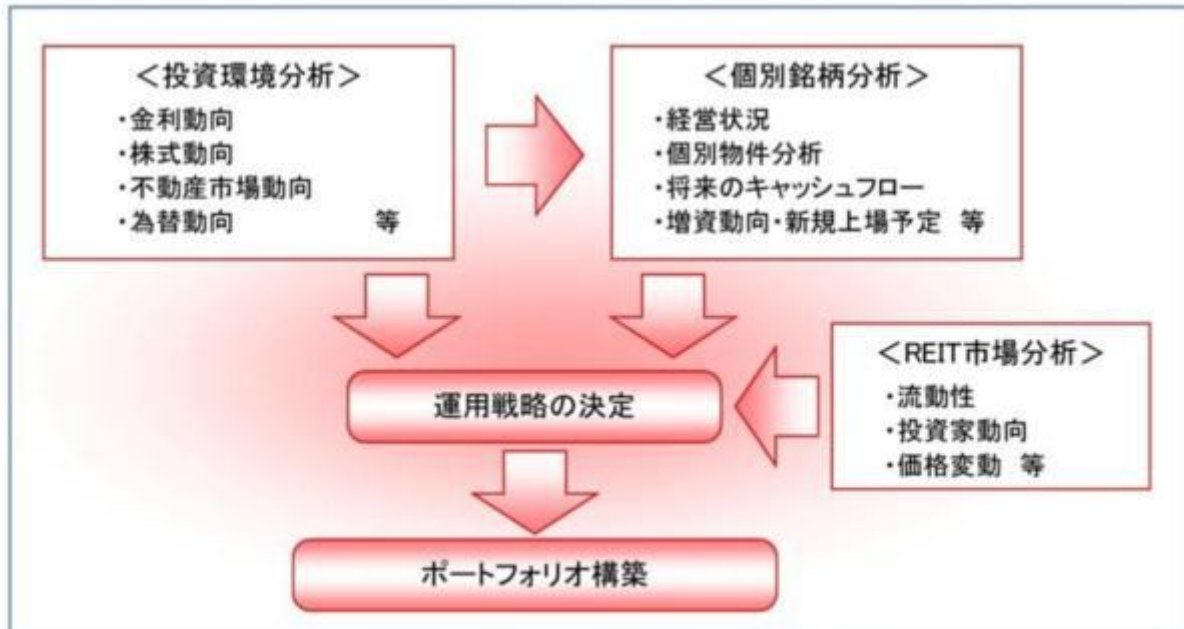 ＜投資環境分析＞
・金利動向
・株式動向
・不動産市場動向
・為替動向　　　　　等
＜個別銘柄分析＞
・経営状況
・個別物件分析
・将来のキャッシュフロー
・増資動向・新規上場予定　等
＜REIT市場分析＞
・流動性
・投資家動向
・価格変動　等
運用戦略の決定
ポートフォリオ構築